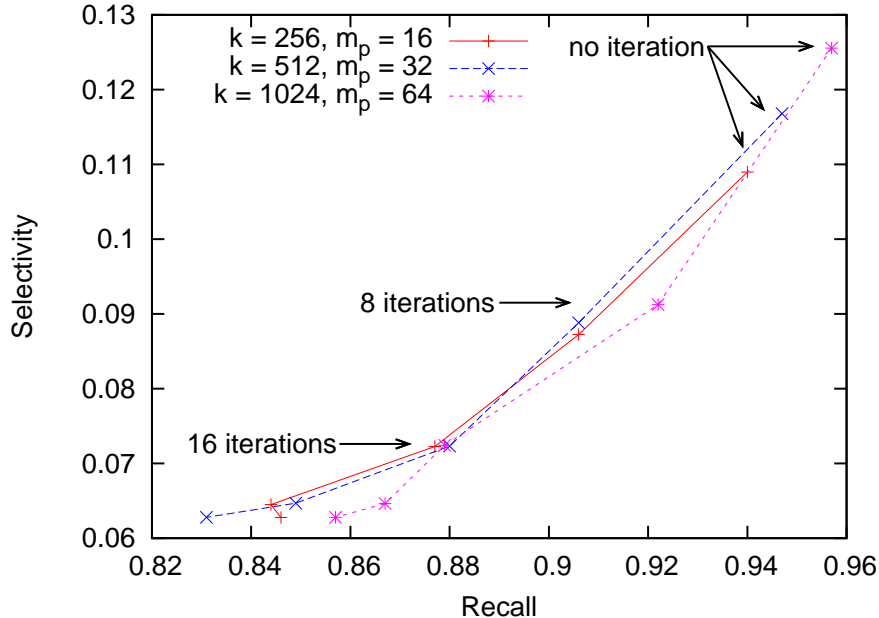 0.13
0.12
0.11
0.1
0.09
0.08
0.07
0.06
Selectivity
k = 256, m_p = 16
k = 512, m_p = 32
k = 1024, m_p = 64
no iteration
8 iterations
16 iterations
0.82 0.84 0.86 0.88 0.9 0.92 0.94 0.96
Recall